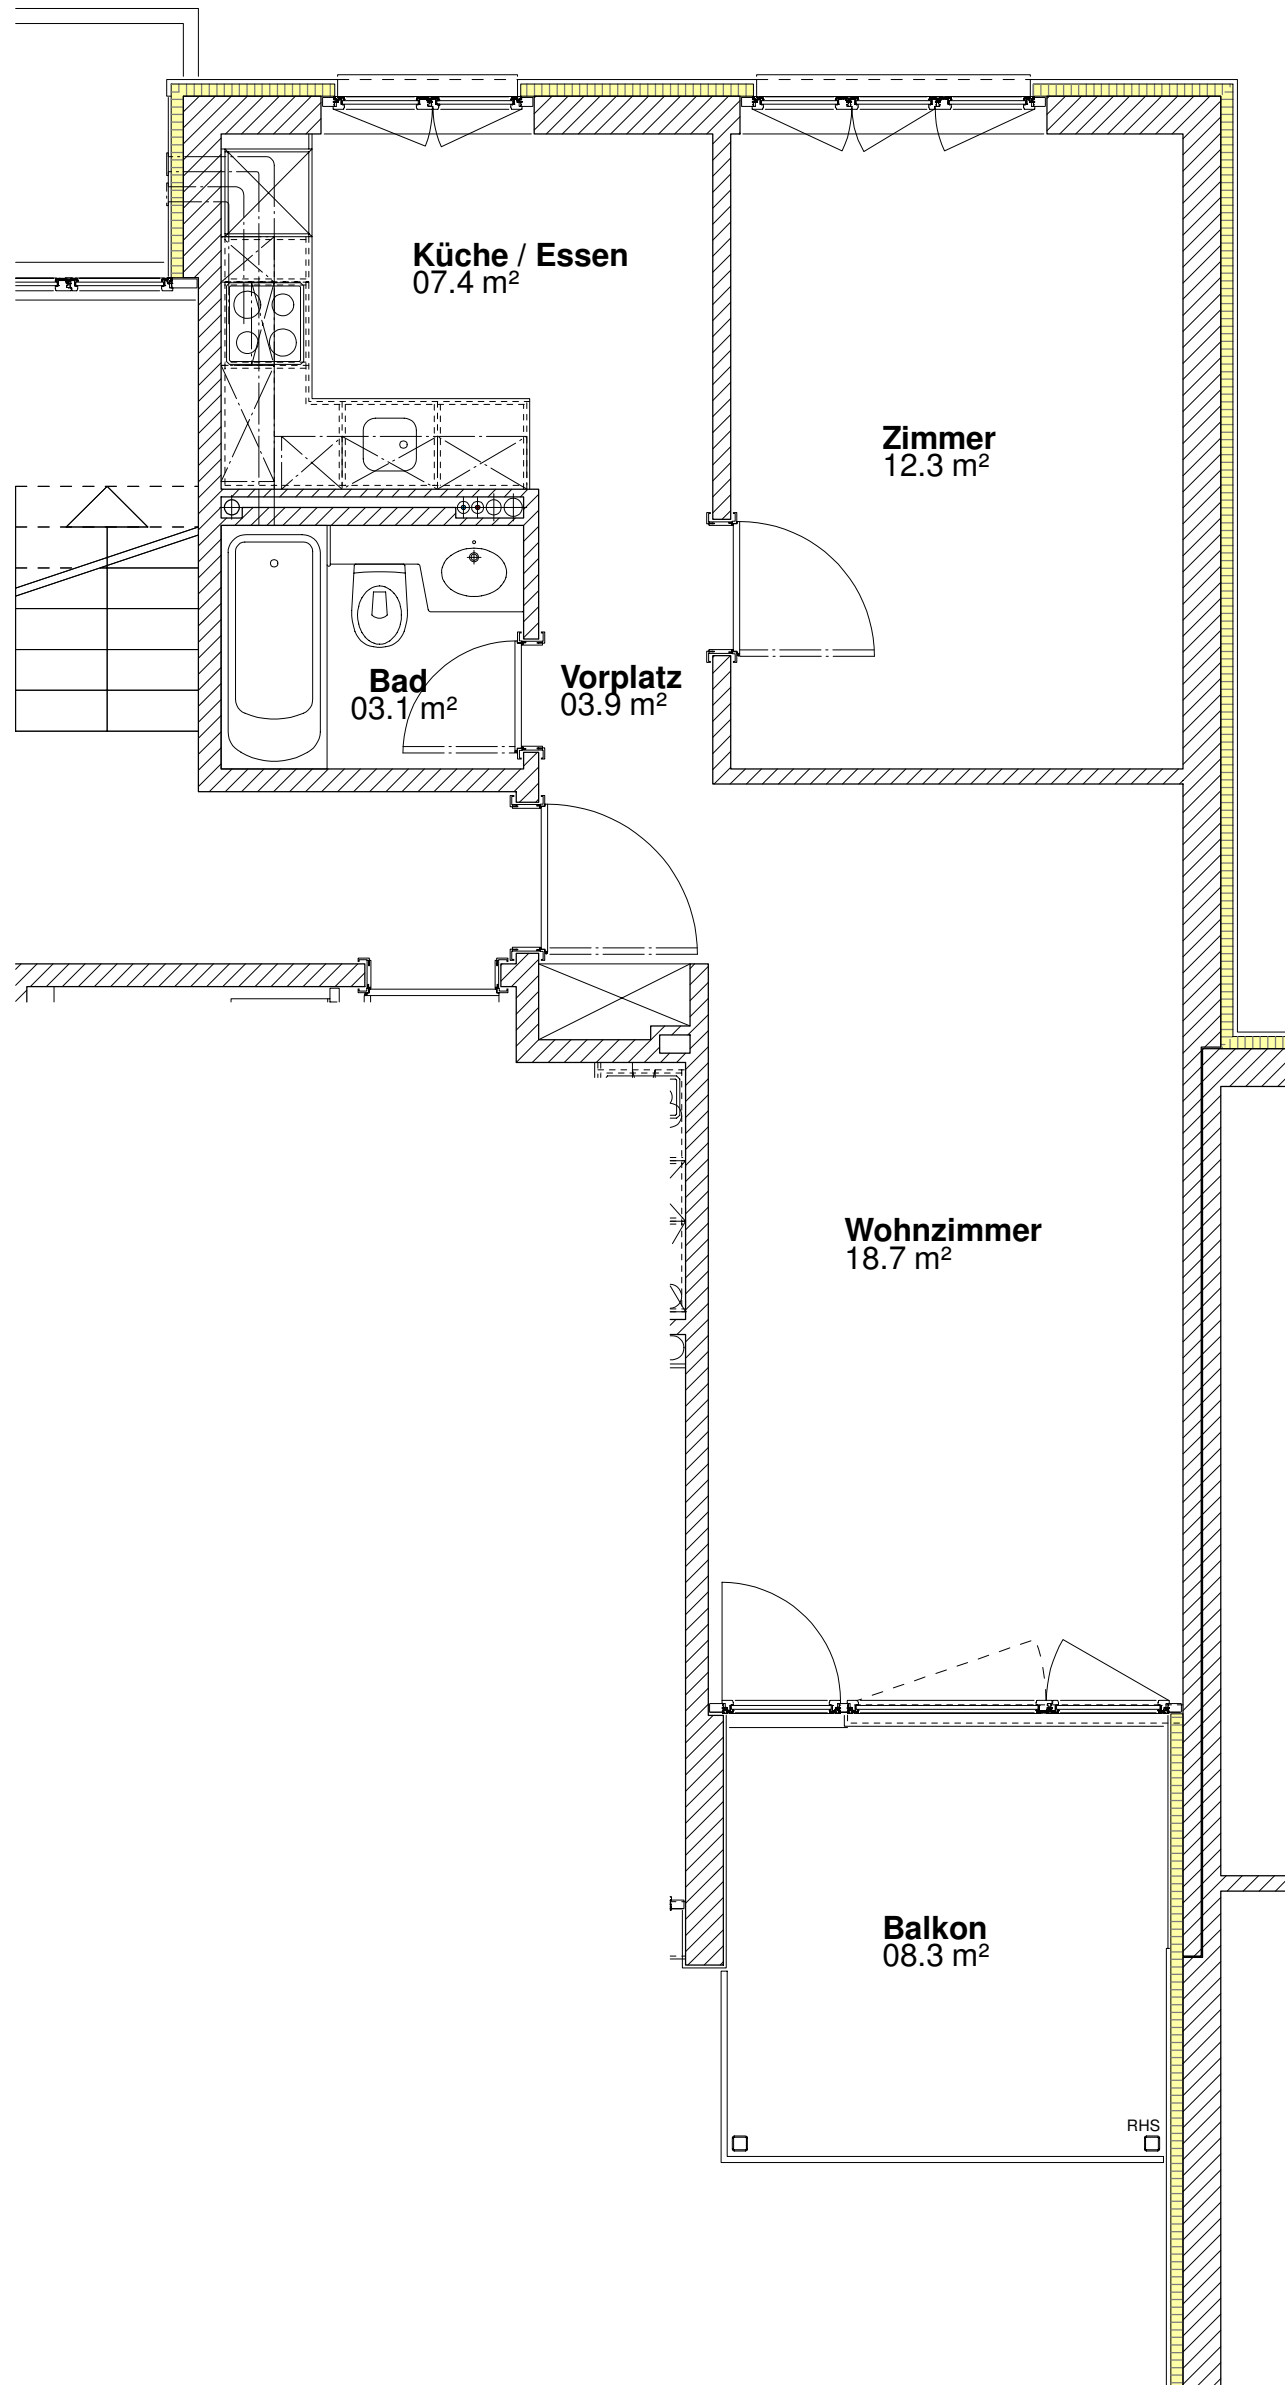 Küche / Essen
07.4 m²
Zimmer
12.3 m²
Bad
03.1 m²
Vorplatz
03.9 m²
Wohnzimmer
18.7 m²
Balkon
08.3 m²
RHS